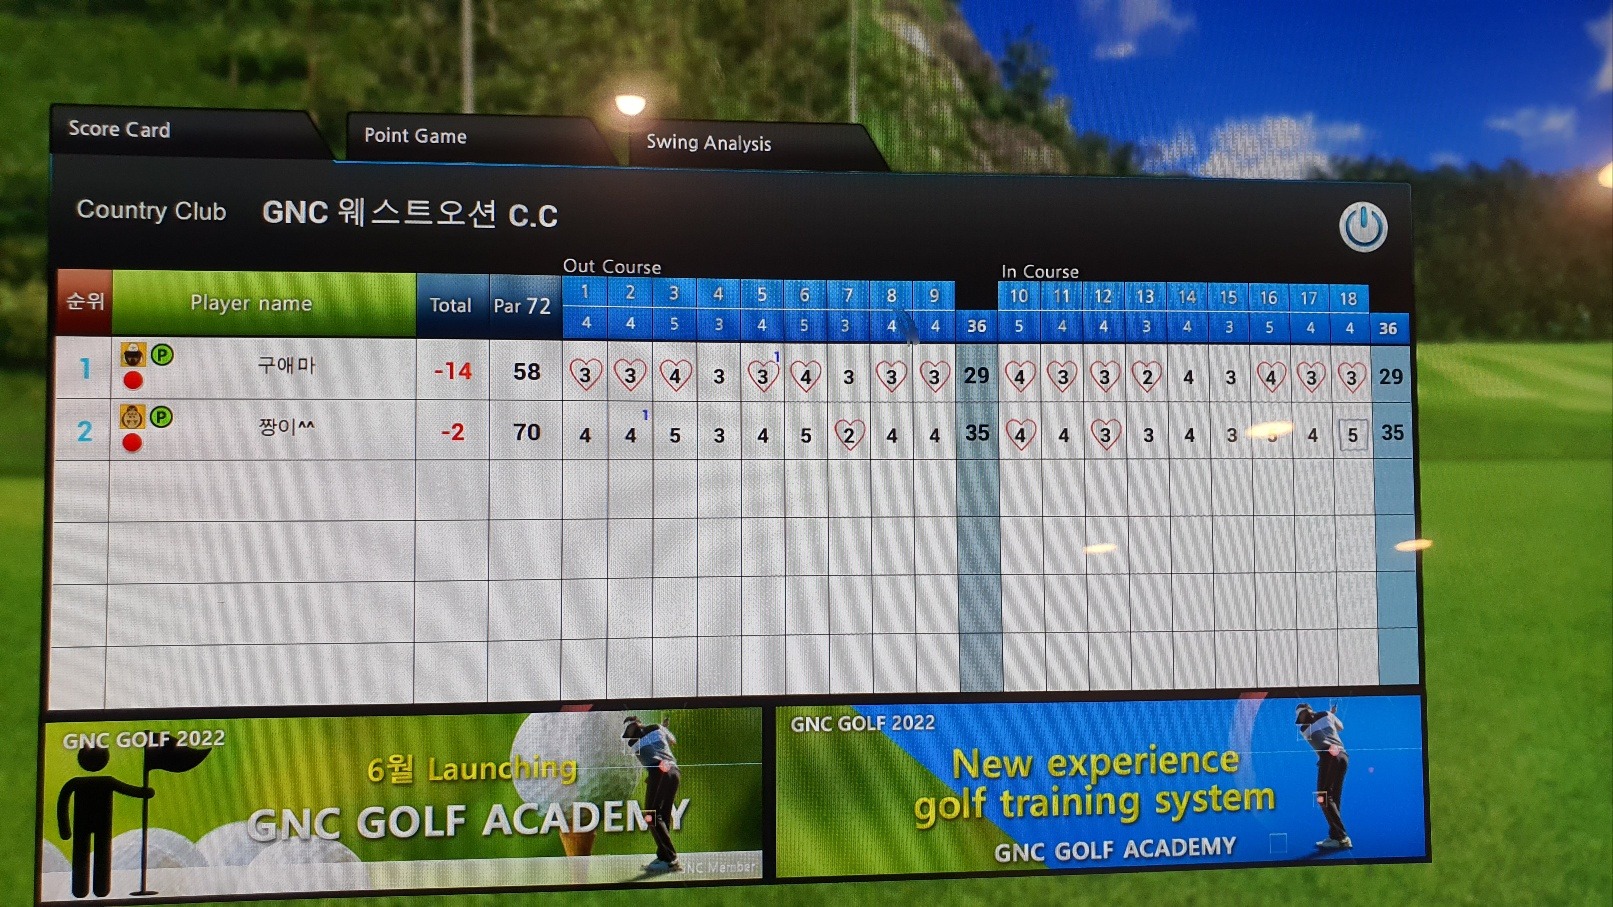 Score Card
Point Game
Swing Analysis
Country Club GNC 웨스트오션 C.C
Out Course
In Course
순위 Player name Total Par 72
1 2 3 4 5 6 7 8 9 10 11 12 13 14 15 16 17 18
4 4 5 3 4 5 3 4 4 36 5 4 4 3 4 3 5 4 4 36
1 P 구애마 -14 58 3 3 4 3 3 1 4 3 3 3 29 4 3 3 2 4 3 4 3 3 29
2 P 짱이^^ -2 70 4 4 1 5 3 4 5 2 4 4 35 4 4 3 3 4 3 4 5 35
GNC GOLF 2022
6월 Launching
GNC GOLF ACADEMY
GNC Member
GNC GOLF 2022
New experience
golf training system
GNC GOLF ACADEMY